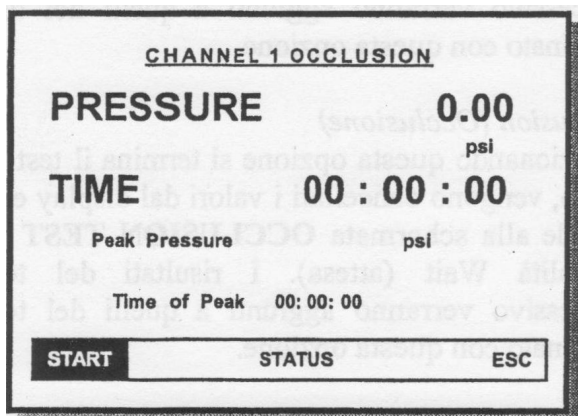 CHANNEL 1 OCCLUSION
PRESSURE 0.00
psi
TIME 00 . 00 : 00
Peak Pressure psi
Time of Peak 00: 00: 00
START STATUS ESC